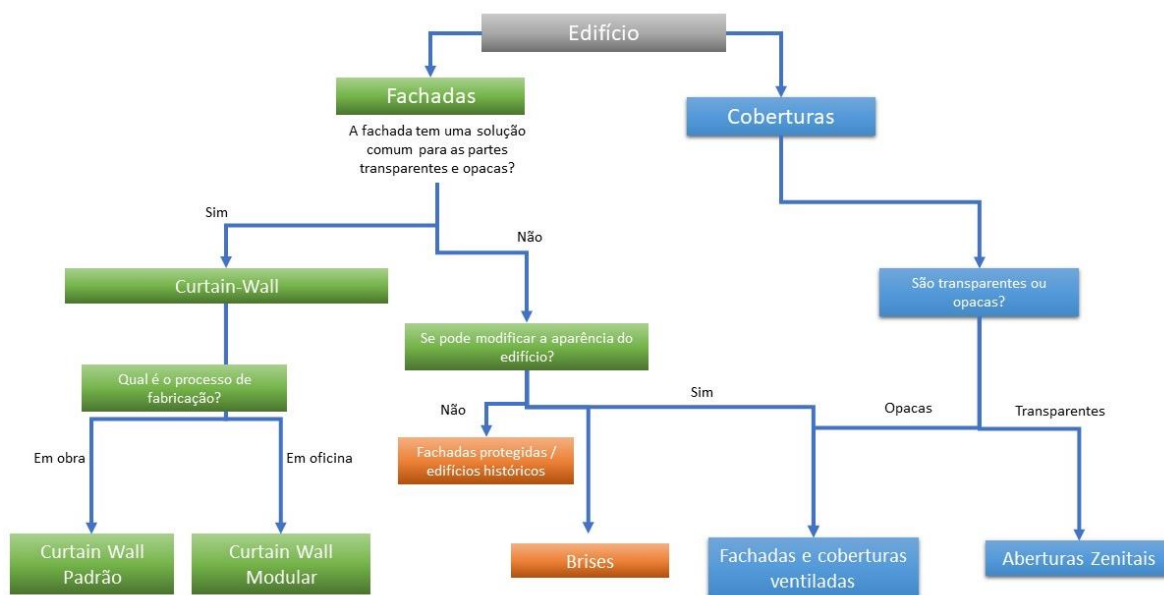 Edifício
Fachadas
Coberturas
A fachada tem uma solução
comum para as partes
transparentes e opacas?
Sim
Não
Curtain-Wall
São transparentes ou
opacas?
Se pode modificar a aparência do
edifício?
Qual é o processo de
fabricação?
Sim
Não
Opacas
Transparentes
Em obra
Em oficina
Fachadas protegidas /
edifícios históricos
Curtain Wall
Padrão
Curtain Wall
Modular
Brises
Fachadas e coberturas
ventiladas
Aberturas Zenitais